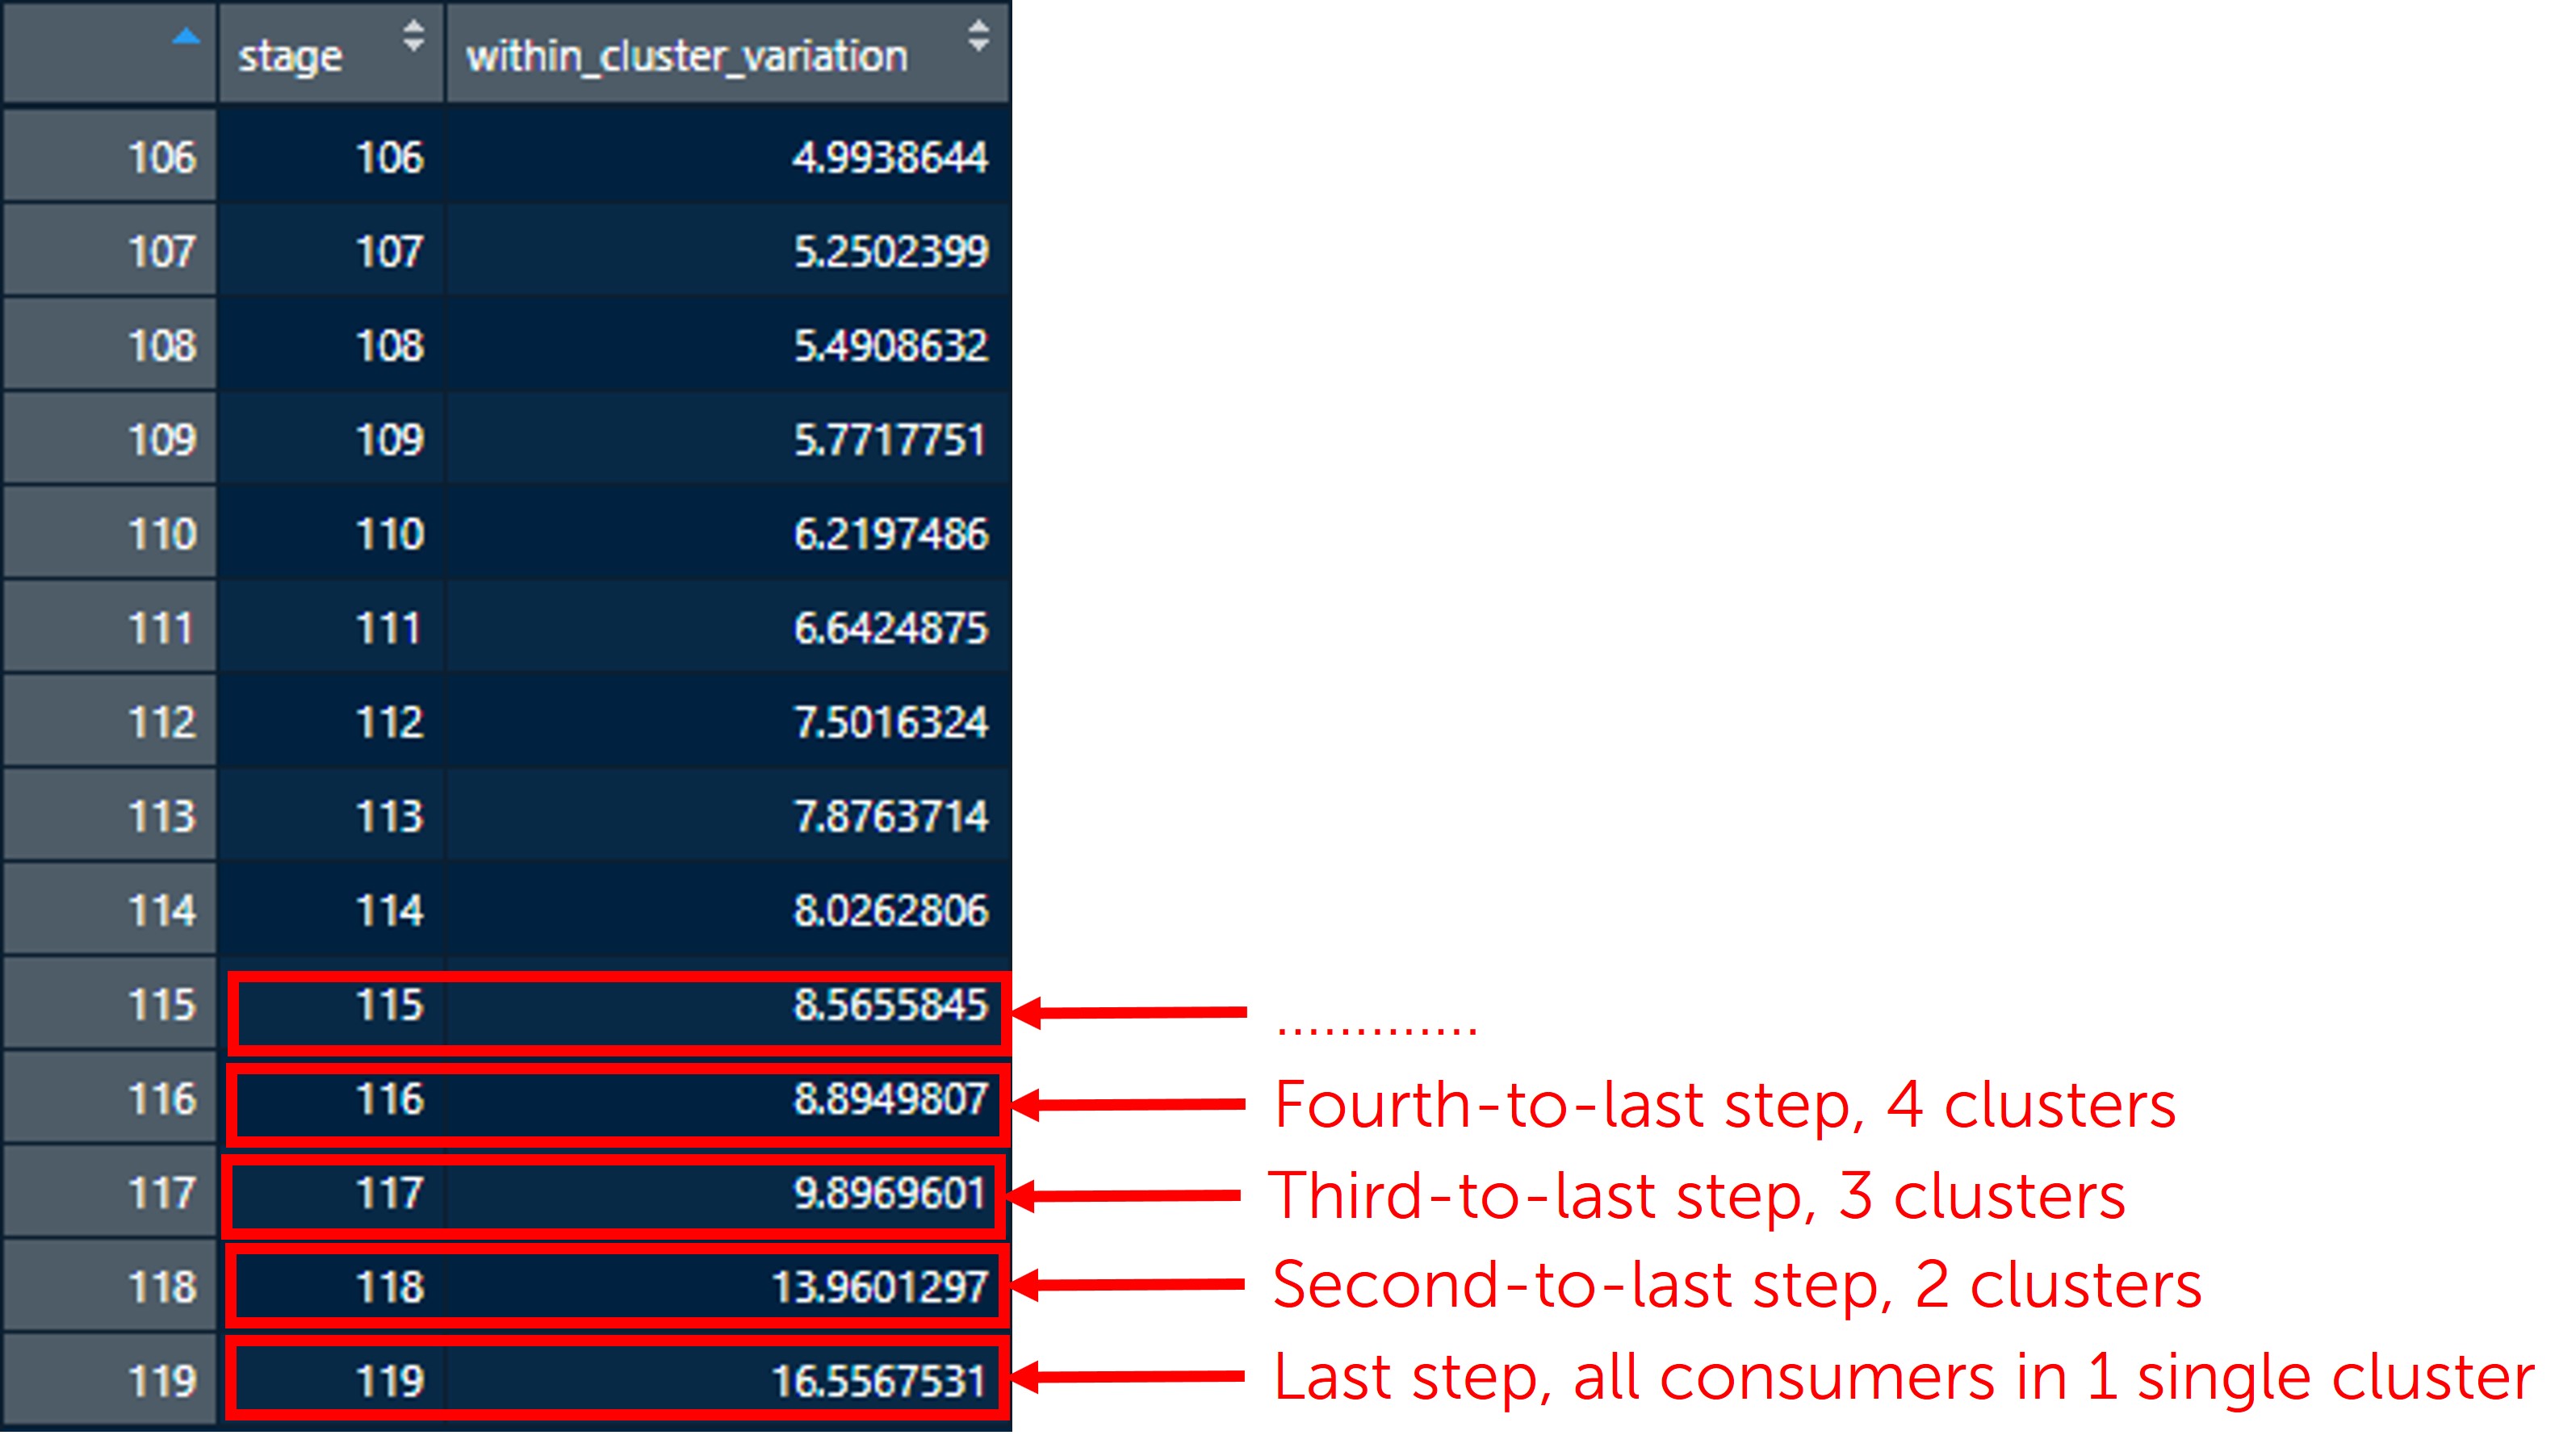 stage within_cluster_variation
106 106 4.9938644
107 107 5.2502399
108 108 5.4908632
109 109 5.7717751
110 110 6.2197486
111 111 6.6424875
112 112 7.5016324
113 113 7.8763714
114 114 8.0262806
115 115 8.5655845 .............
116 116 8.8949807 Fourth-to-last step, 4 clusters
117 117 9.8969601 Third-to-last step, 3 clusters
118 118 13.9601297 Second-to-last step, 2 clusters
119 119 16.5567531 Last step, all consumers in 1 single cluster